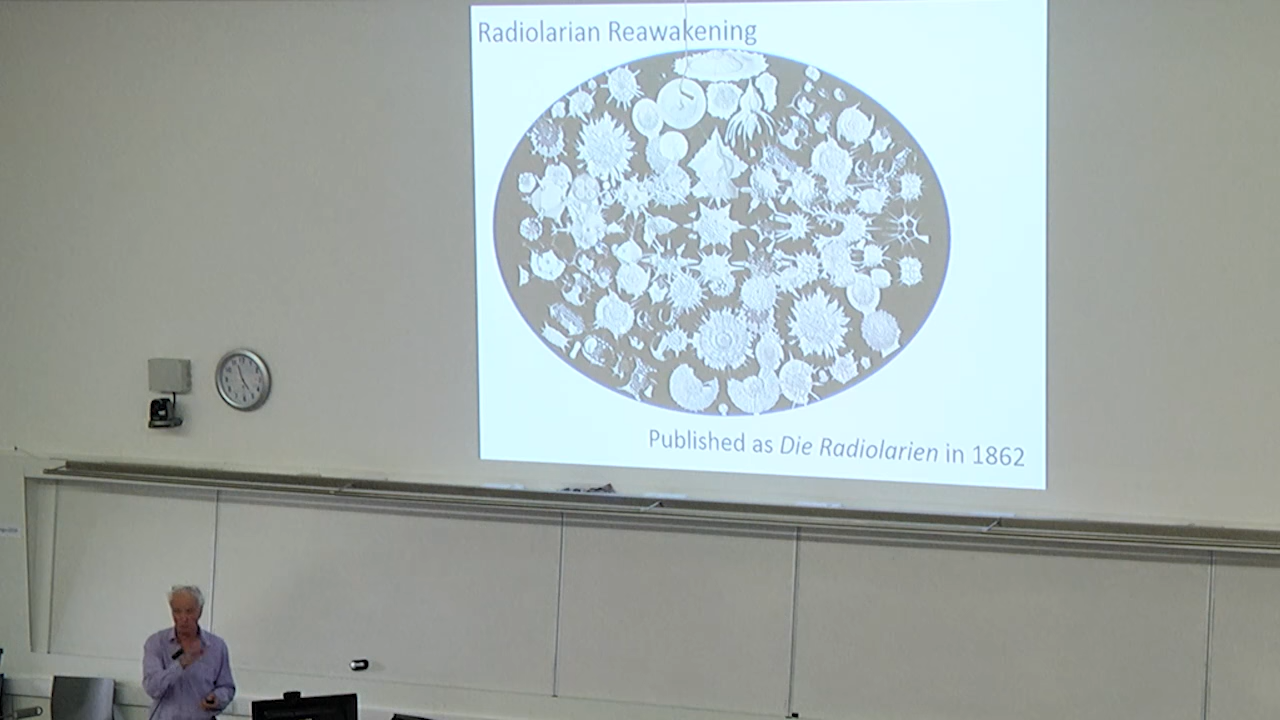 Radiolarian Reawakening
Published as Die Radiolarien in 1862